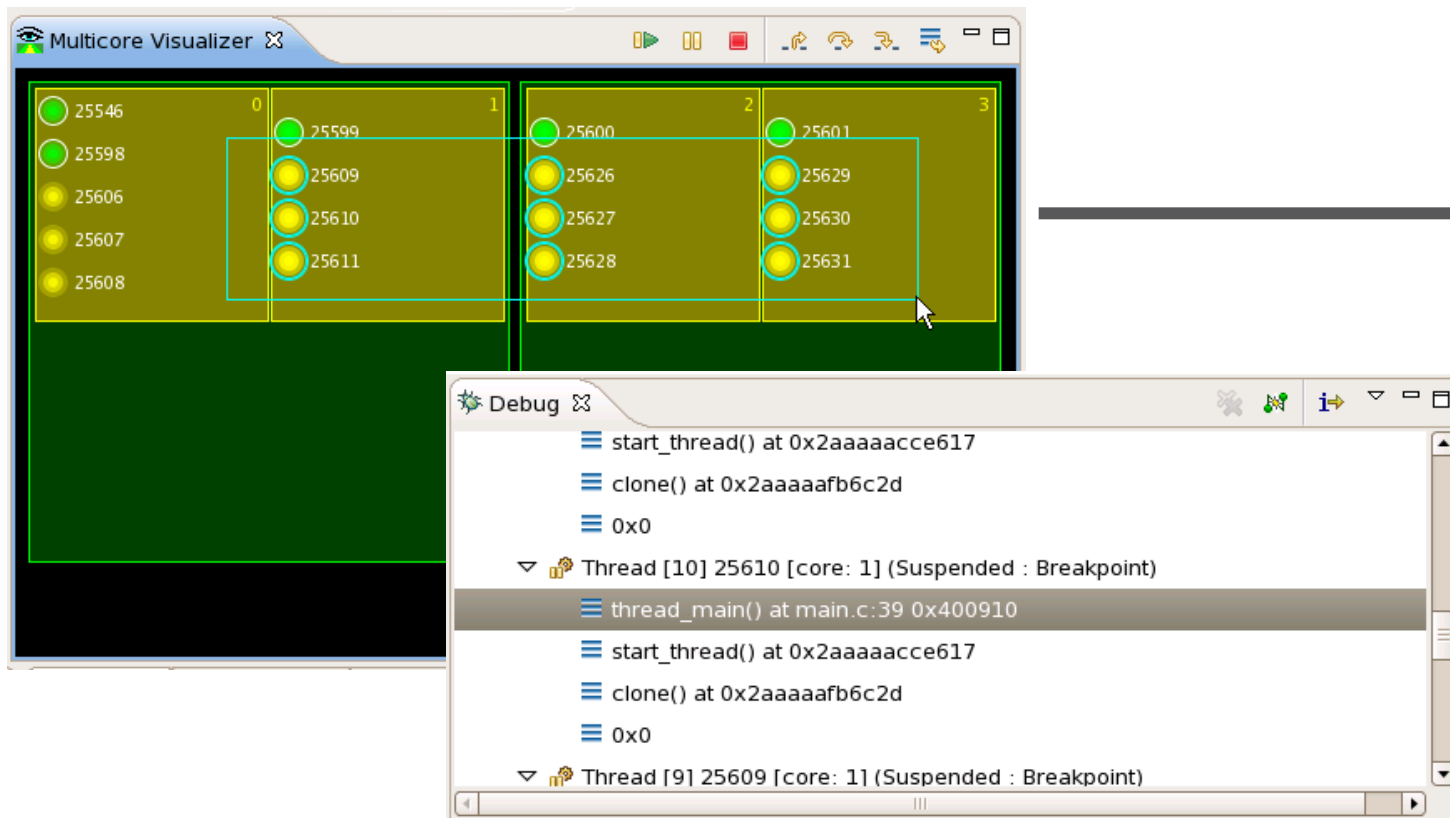 Multicore Visualizer
0 1 2 3
25546
25598
25606
25607
25608
25599
25609
25610
25611
25600
25626
25627
25628
25601
25629
25630
25631
Debug
start_thread() at 0x2aaaaacce617
clone() at 0x2aaaaafb6c2d
0x0
Thread [10] 25610 [core: 1] (Suspended : Breakpoint)
thread_main() at main.c:39 0x400910
start_thread() at 0x2aaaaacce617
clone() at 0x2aaaaafb6c2d
0x0
Thread [9] 25609 [core: 1] (Suspended : Breakpoint)